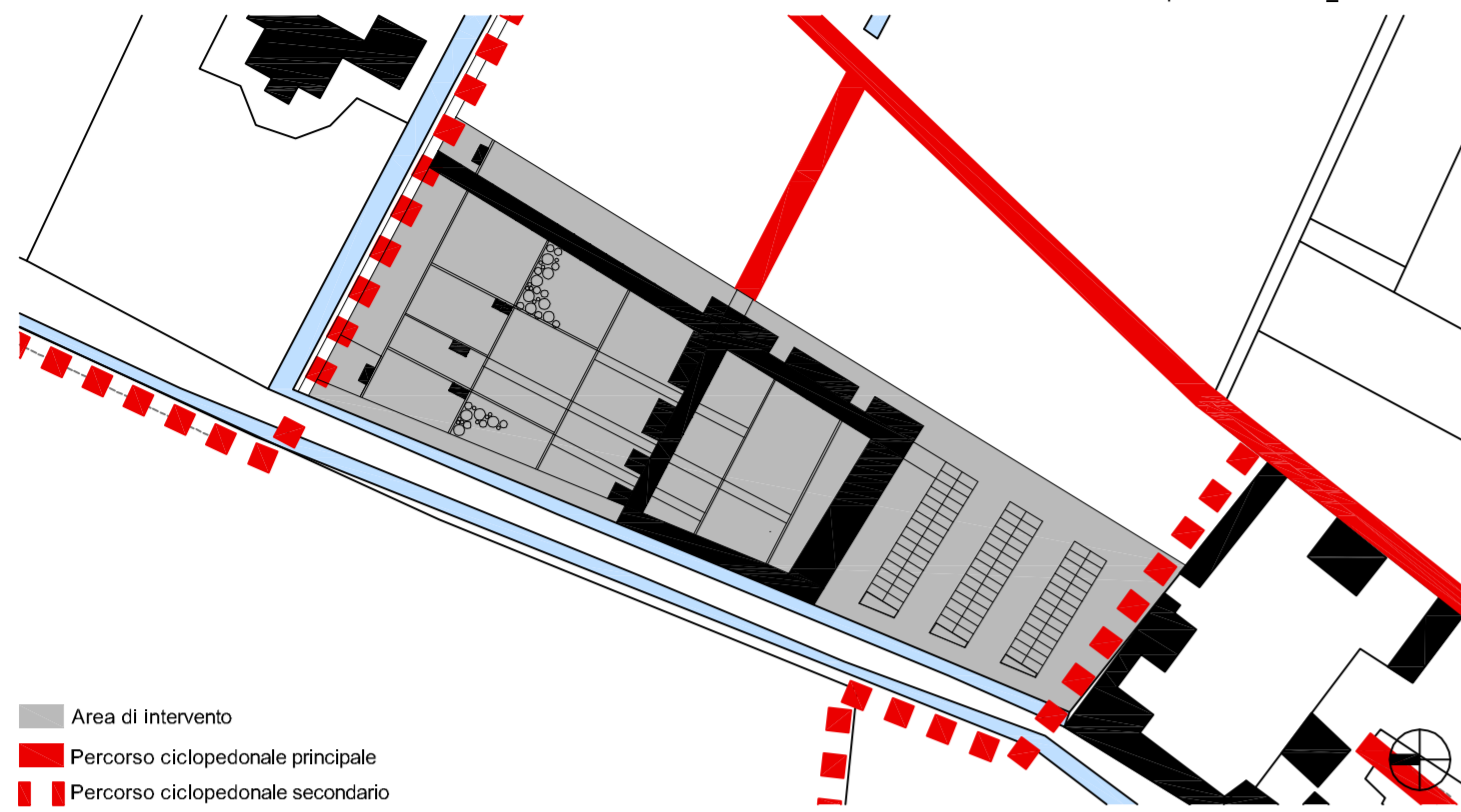 Area di intervento
Percorso ciclopedonale principale
Percorso ciclopedonale secondario